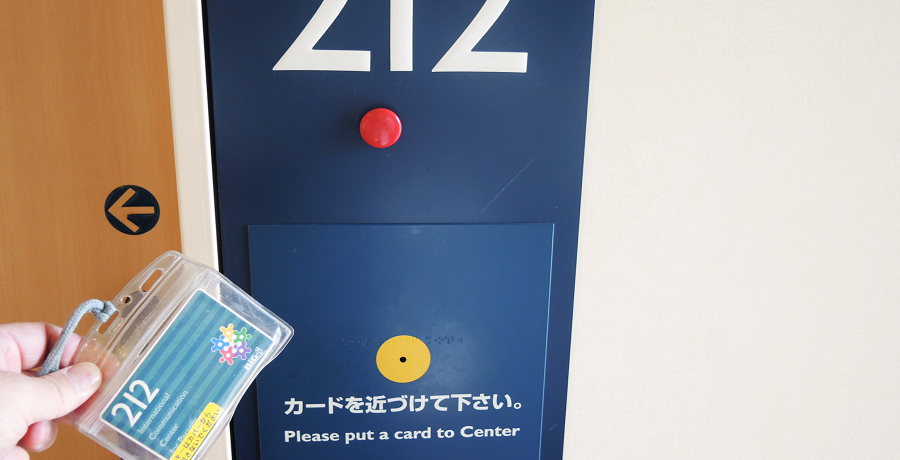 212
カードを近づけて下さい。
Please put a card to Center
212
International
Communication
Center